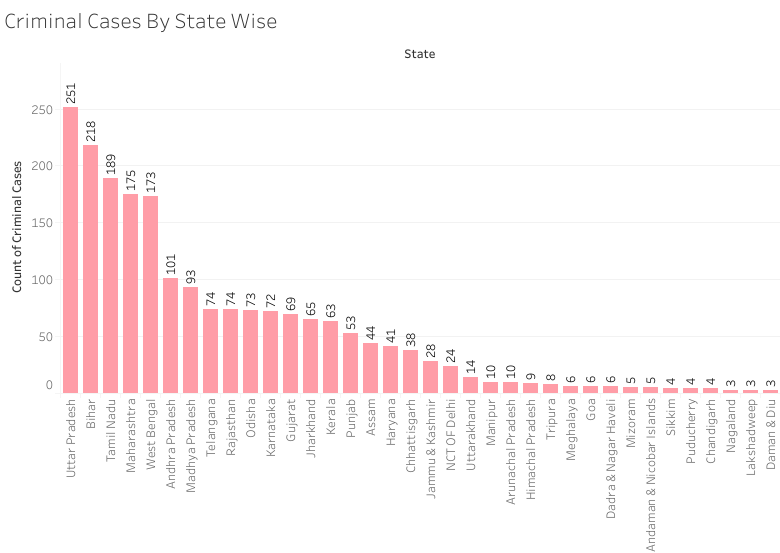 Criminal Cases By State Wise
State
Count of Criminal Cases
250
200
150
100
50
0
251
218
189
175
173
101
93
74
74
73
72
69
65
63
53
44
41
38
28
24
14
10
10
9
8
6
6
6
5
5
4
4
4
3
3
3
Uttar Pradesh
Bihar
Tamil Nadu
Maharashtra
West Bengal
Andhra Pradesh
Madhya Pradesh
Telangana
Rajasthan
Odisha
Karnataka
Gujarat
Jharkhand
Kerala
Punjab
Assam
Haryana
Chhattisgarh
Jammu & Kashmir
NCT OF Delhi
Uttarakhand
Manipur
Arunachal Pradesh
Himachal Pradesh
Tripura
Meghalaya
Goa
Dadra & Nagar Haveli
Mizoram
Andaman & Nicobar Islands
Sikkim
Puducherry
Chandigarh
Nagaland
Lakshadweep
Daman & Diu